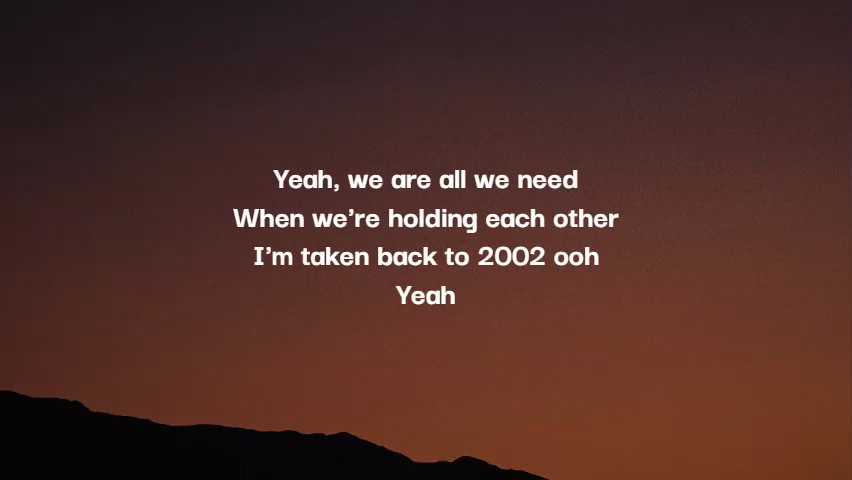 Yeah, we are all we need
When we're holding each other
I'm taken back to 2002 ooh
Yeah